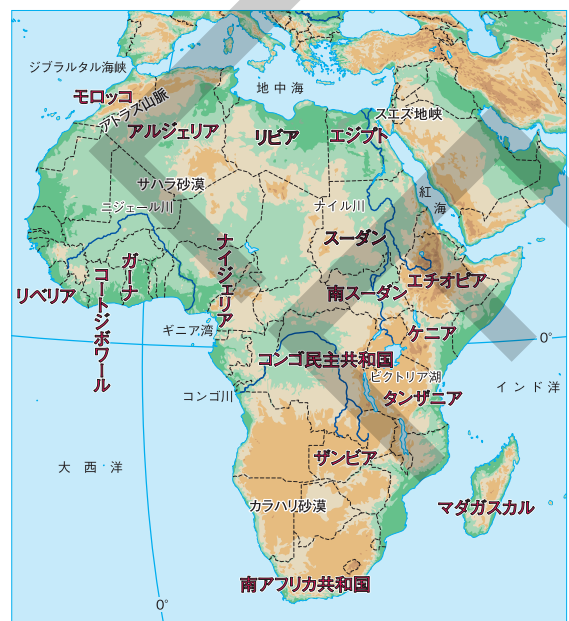 ジブラルタル海峡
地中海
モロッコ
アトラス山脈
スエズ地峡
アルジェリア
リビア
エジプト
サハラ砂漠
ニジェール川
ナイル川
紅海
スーダン
ナイジェリア
ガーナ
コートジボワール
リベリア
エチオピア
南スーダン
ギニア湾
ケニア
0°
コンゴ民主共和国
ビクトリア湖
インド洋
コンゴ川
タンザニア
大西洋
ザンビア
カラハリ砂漠
マダガスカル
南アフリカ共和国
0°